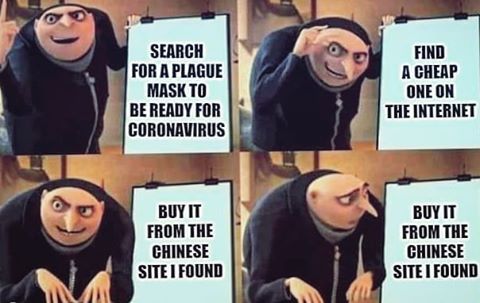 SEARCH
FOR A PLAGUE
MASK TO
BE READY FOR
CORONAVIRUS
FIND
A CHEAP
ONE ON
THE INTERNET
BUY IT
FROM THE
CHINESE
SITE I FOUND
BUY IT
FROM THE
CHINESE
SITE I FOUND